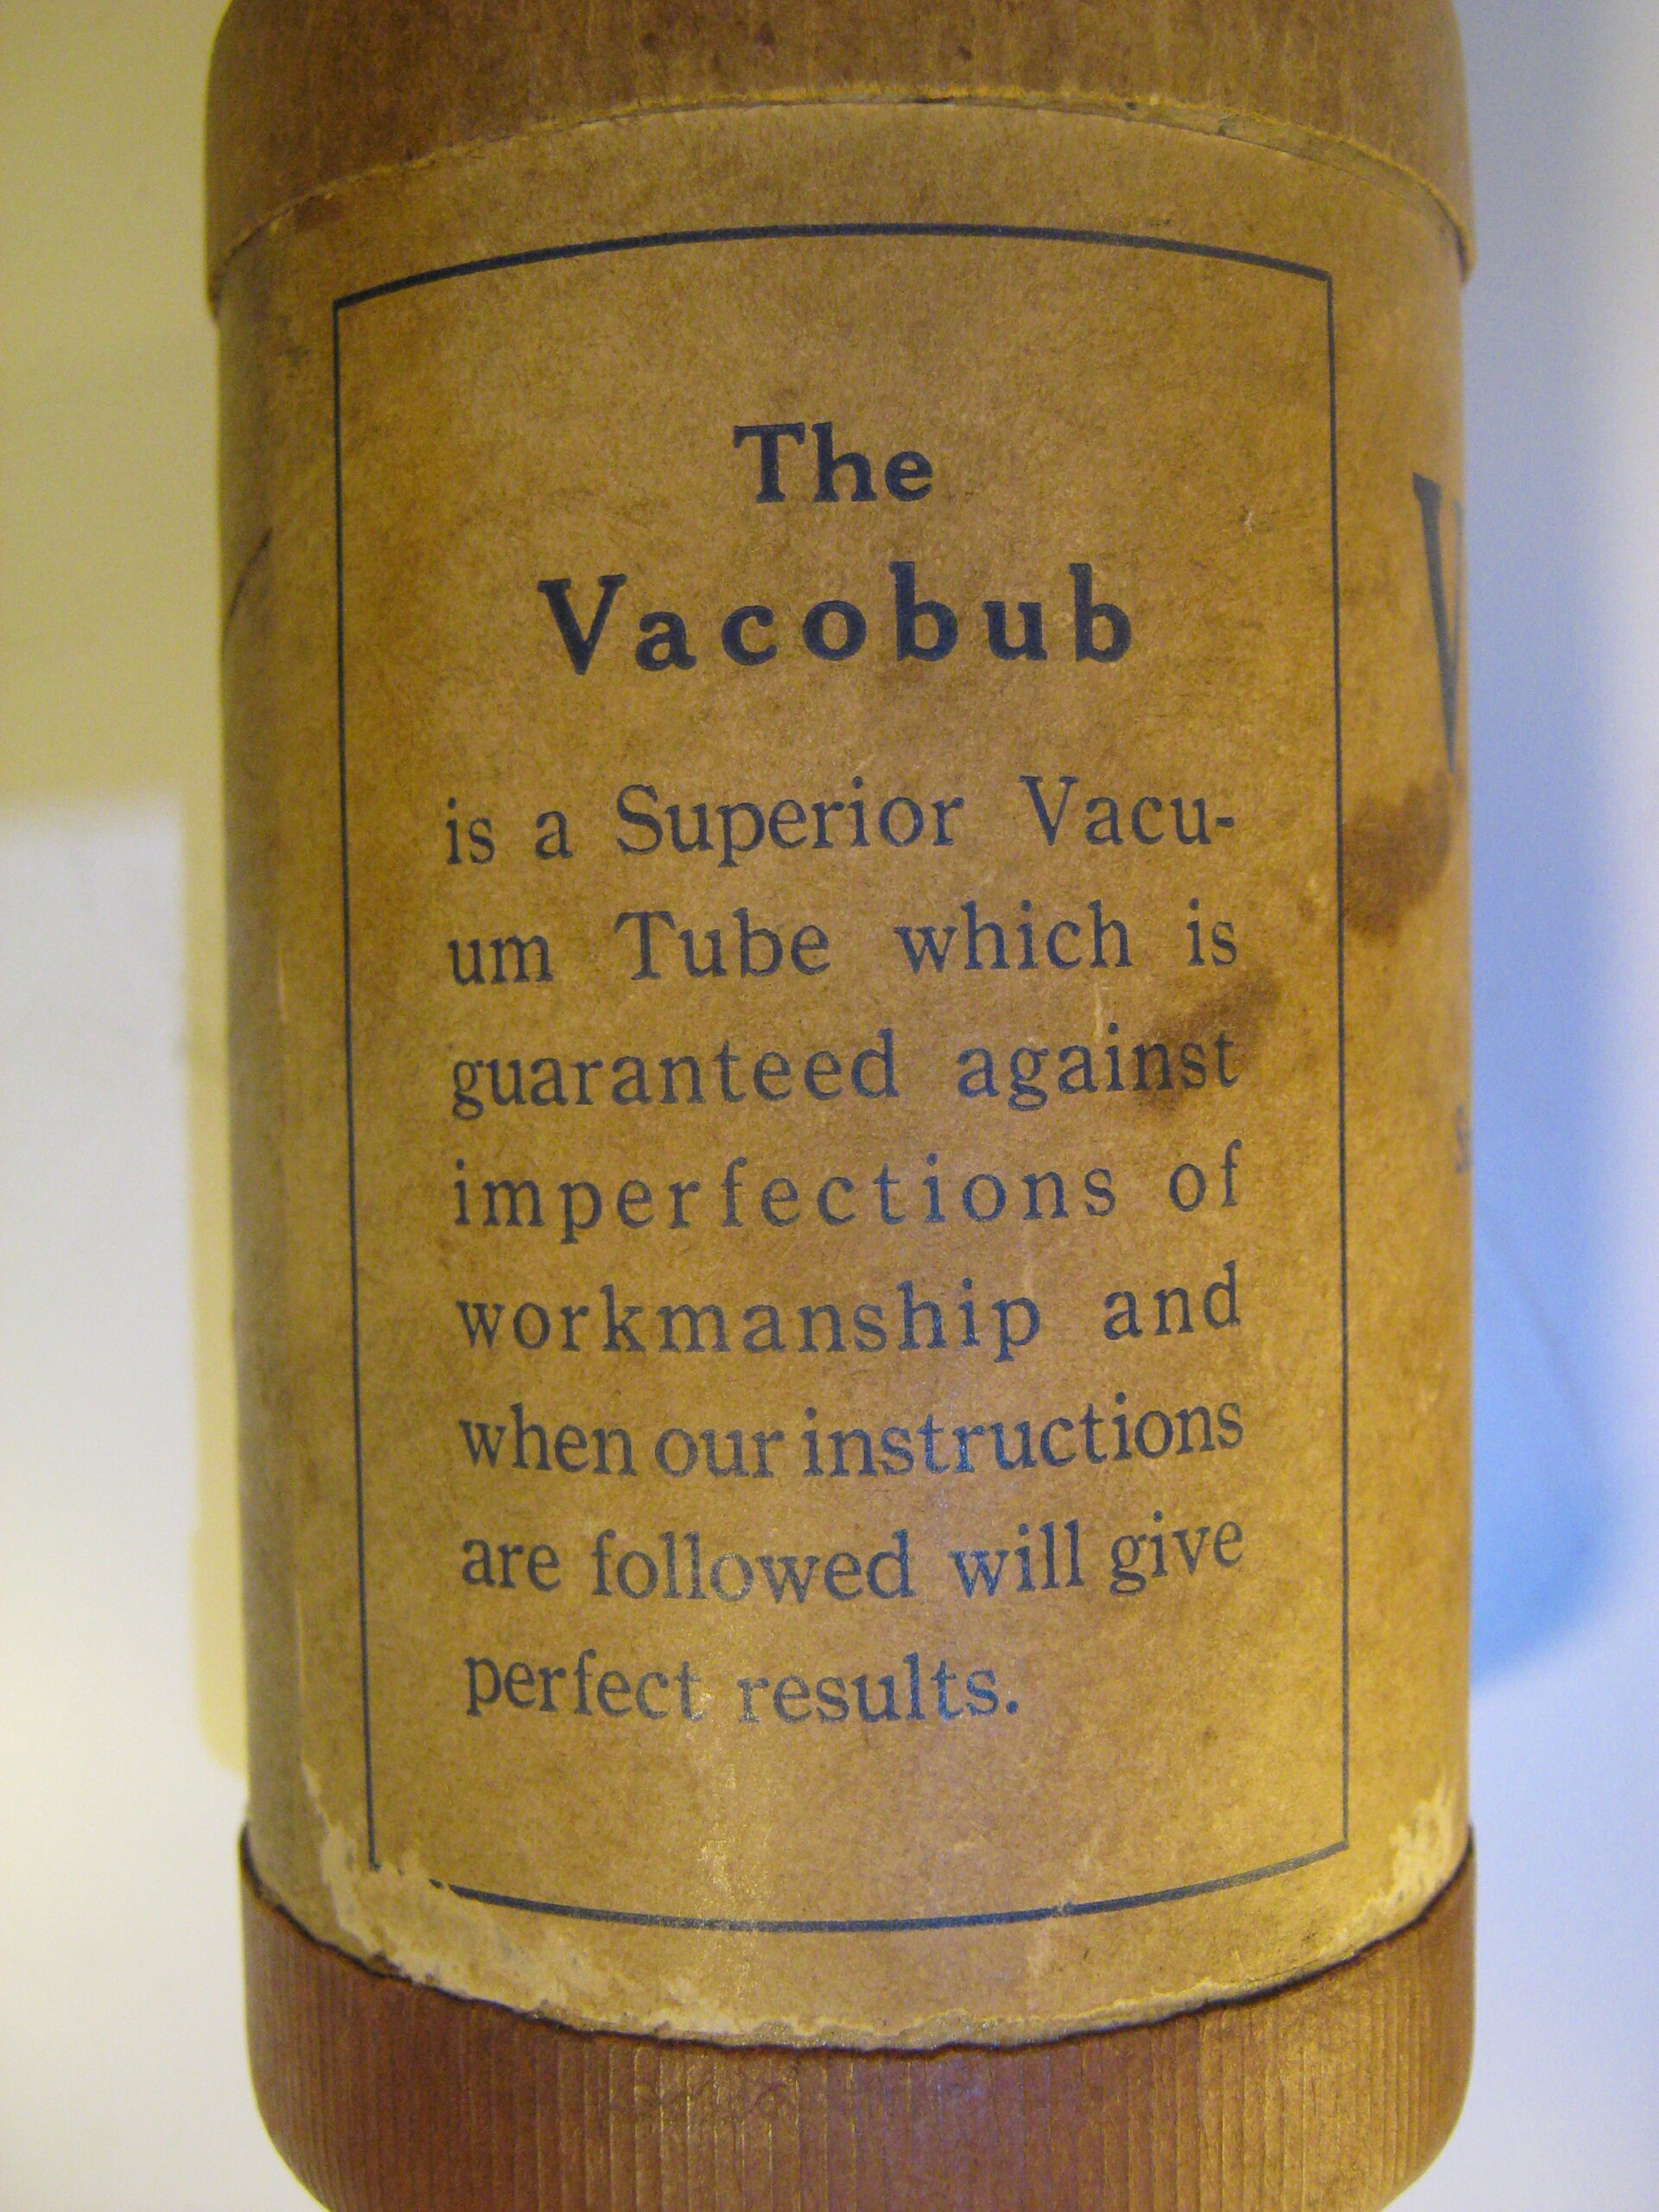 The
Vacobub
is a Superior Vacu-
um Tube which is
guaranteed against
imperfections of
workmanship and
when our instructions
are followed will give
perfect results.
V